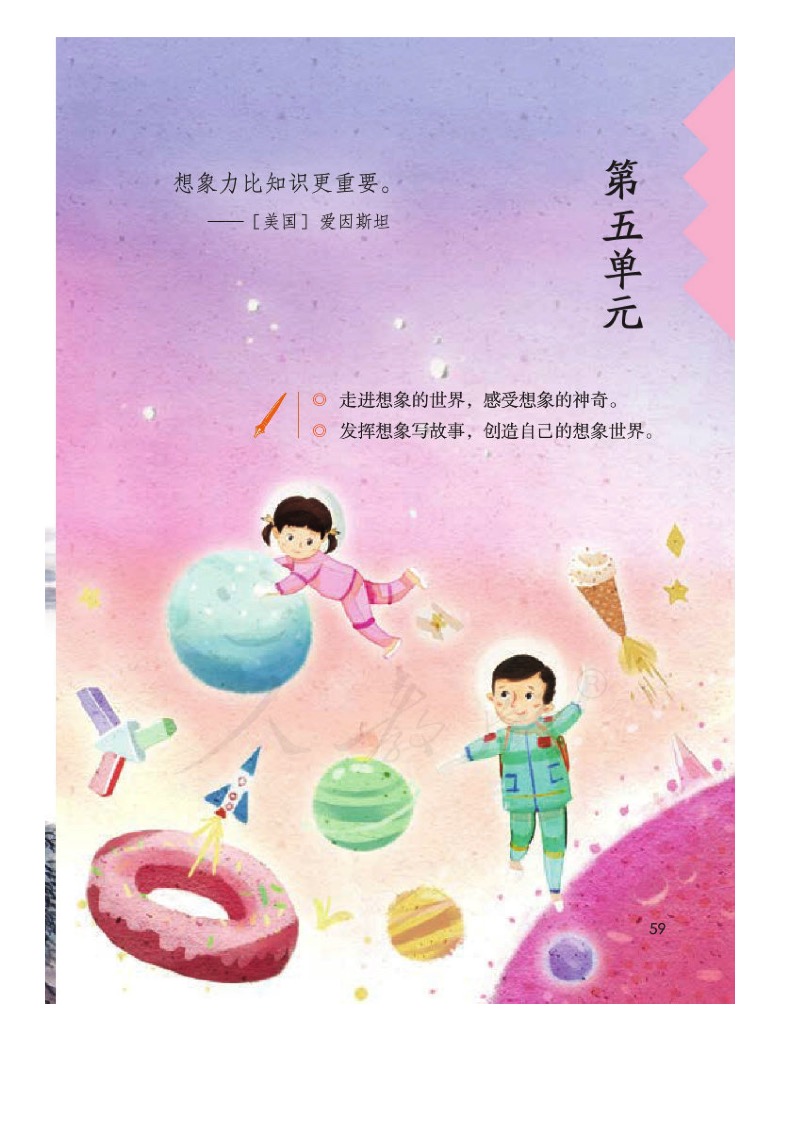 第五单元
想象力比知识更重要。
——［美国］爱因斯坦
◎ 走进想象的世界，感受想象的神奇。
◎ 发挥想象写故事，创造自己的想象世界。
人教®
59